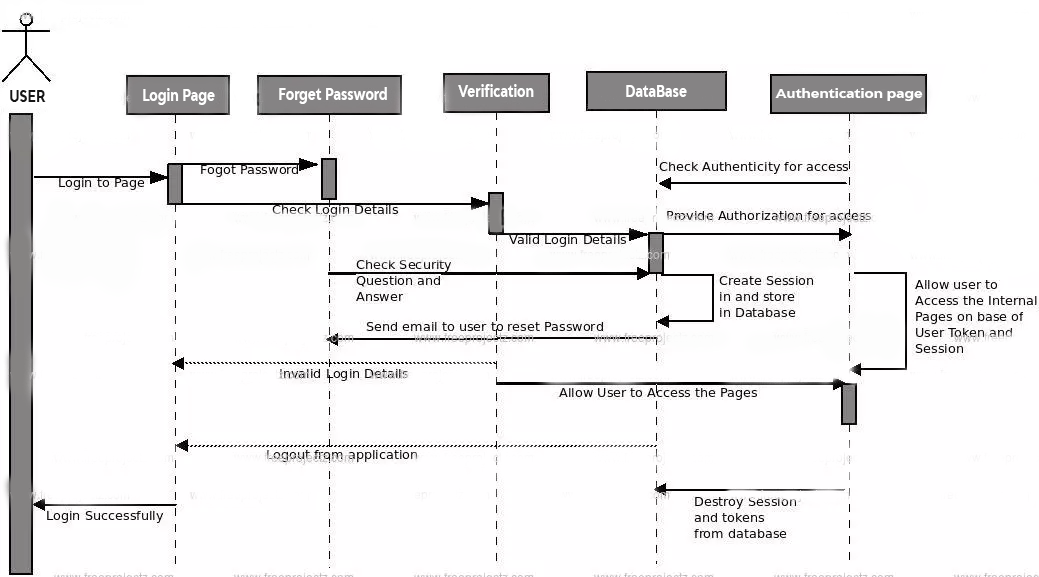 USER
Login Page
Forget Password
Verification
DataBase
Authentication page
Fogot Password
Login to Page
Check Authenticity for access
Check Login Details
Provide Authorization for access
Valid Login Details
Check Security
Question and
Answer
Create Session
in and store
in Database
Allow user to
Access the Internal
Pages on base of
User Token and
Session
Send email to user to reset Password
Invalid Login Details
Allow User to Access the Pages
Logout from application
Destroy Session
and tokens
from database
Login Successfully
www.freeprojectz.com